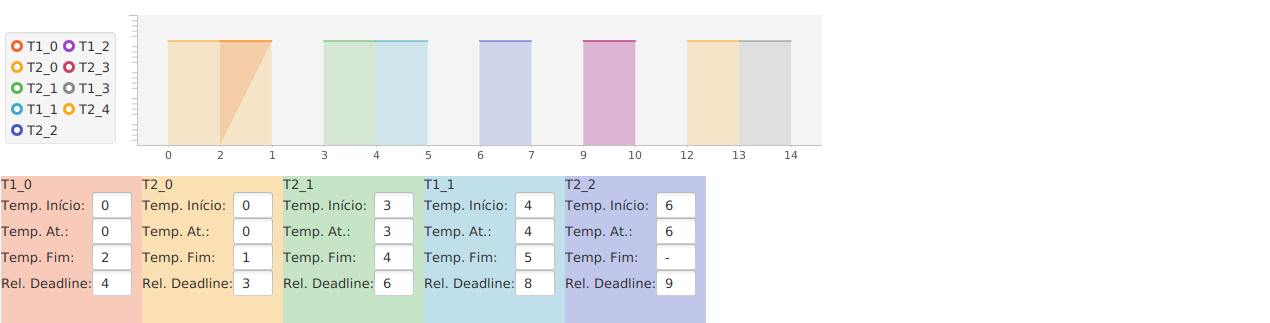 T1_0 T1_2
T2_0 T2_3
T2_1 T1_3
T1_1 T2_4
T2_2
0 2 1 3 4 5 6 7 9 10 12 13 14
T1_0 T2_0 T2_1 T1_1 T2_2
Temp. Início: 0 Temp. Início: 0 Temp. Início: 3 Temp. Início: 4 Temp. Início: 6
Temp. At.: 0 Temp. At.: 0 Temp. At.: 3 Temp. At.: 4 Temp. At.: 6
Temp. Fim: 2 Temp. Fim: 1 Temp. Fim: 4 Temp. Fim: 5 Temp. Fim: -
Rel. Deadline: 4 Rel. Deadline: 3 Rel. Deadline: 6 Rel. Deadline: 8 Rel. Deadline: 9